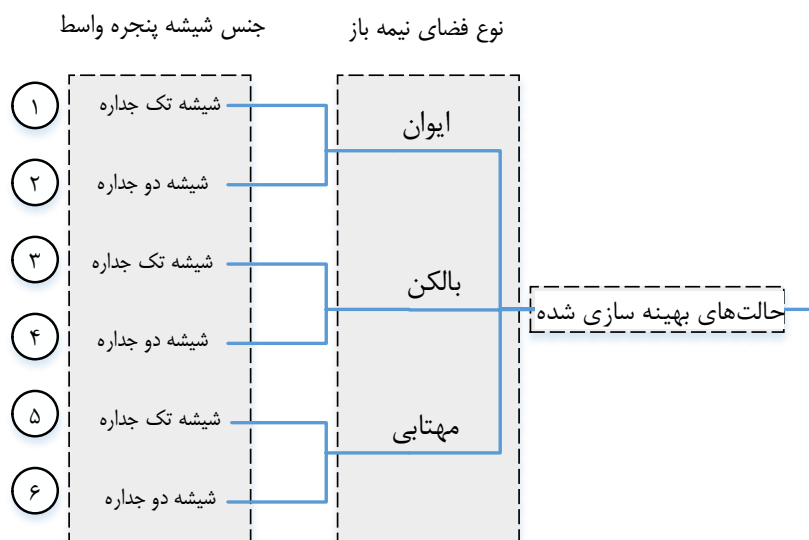 نوع فضای نیمه باز
جنس شیشه پنجره واسط
حالت‌های بهینه سازی شده
ایوان
شیشه تک جداره
۱
شیشه دو جداره
۲
بالکن
شیشه تک جداره
۳
شیشه دو جداره
۴
مهتابی
شیشه تک جداره
۵
شیشه دو جداره
۶